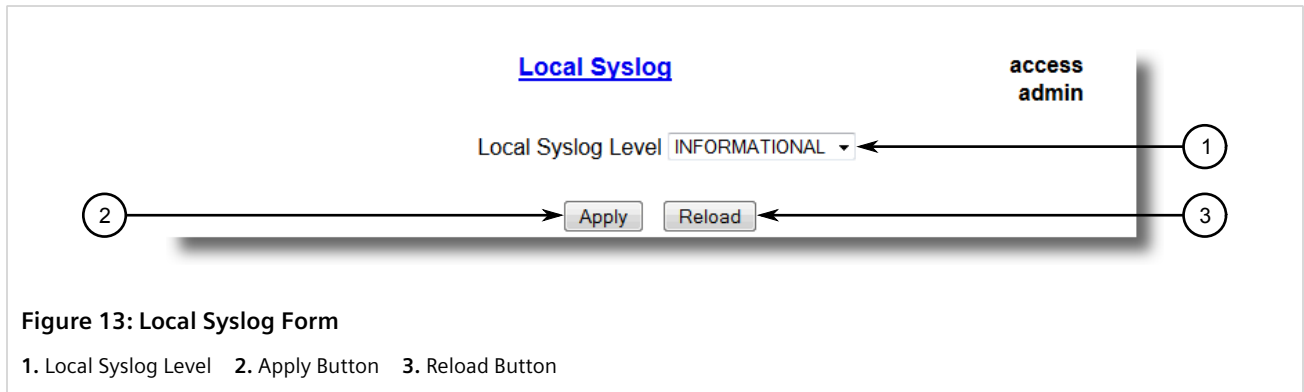 Local Syslog
access
admin
Local Syslog Level INFORMATIONAL
1
2
Apply Reload
3
Figure 13: Local Syslog Form
1. Local Syslog Level 2. Apply Button 3. Reload Button